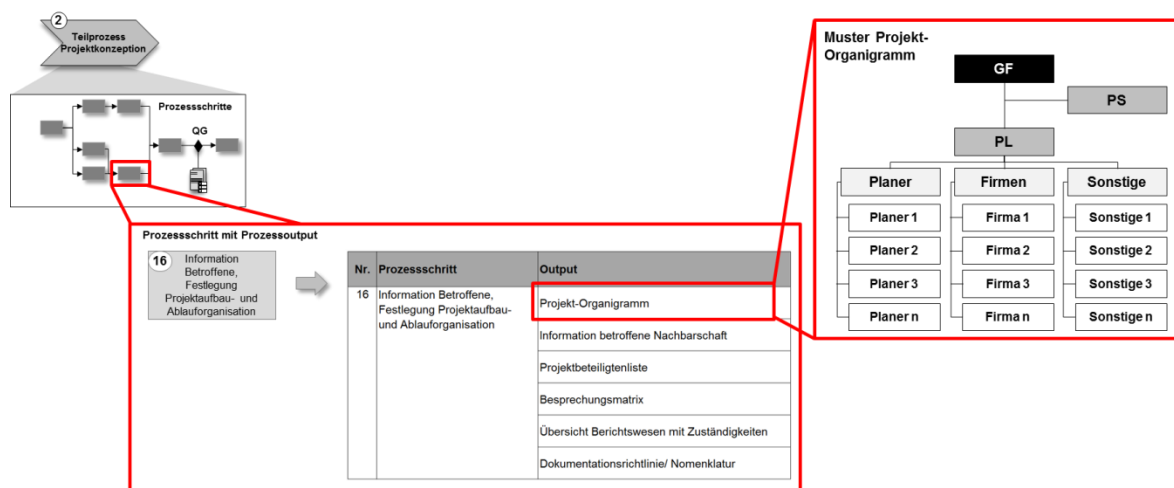 2
Teilprozess
Projektkonzeption
Prozessschritte
QG
Prozessschritt mit Prozessoutput
16
Information
Betroffene,
Festlegung
Projektaufbau- und
Ablauforganisation
Nr. Prozessschritt Output
16 Information Betroffene,
Festlegung Projektaufbau-
und Ablauforganisation
Projekt-Organigramm
Information betroffene Nachbarschaft
Projektbeteiligtenliste
Besprechungsmatrix
Übersicht Berichtswesen mit Zuständigkeiten
Dokumentationsrichtlinie/ Nomenklatur
Muster Projekt-
Organigramm
GF
PS
PL
Planer Firmen Sonstige
Planer 1 Firma 1 Sonstige 1
Planer 2 Firma 2 Sonstige 2
Planer 3 Firma 3 Sonstige 3
Planer n Firma n Sonstige n